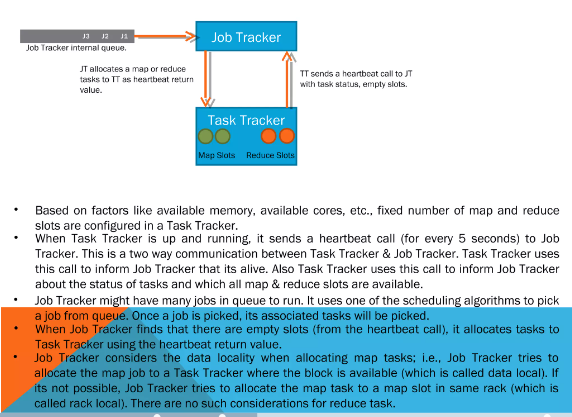 J3 J2 J1
Job Tracker
Job Tracker internal queue.
JT allocates a map or reduce
tasks to TT as heartbeat return
value.
TT sends a heartbeat call to JT
with task status, empty slots.
Task Tracker
Map Slots Reduce Slots
• Based on factors like available memory, available cores, etc., fixed number of map and reduce
slots are configured in a Task Tracker.
• When Task Tracker is up and running, it sends a heartbeat call (for every 5 seconds) to Job
Tracker. This is a two way communication between Task Tracker & Job Tracker. Task Tracker uses
this call to inform Job Tracker that its alive. Also Task Tracker uses this call to inform Job Tracker
about the status of tasks and which all map & reduce slots are available.
• Job Tracker might have many jobs in queue to run. It uses one of the scheduling algorithms to pick
a job from queue. Once a job is picked, its associated tasks will be picked.
• When Job Tracker finds that there are empty slots (from the heartbeat call), it allocates tasks to
Task Tracker using the heartbeat return value.
• Job Tracker considers the data locality when allocating map tasks; i.e., Job Tracker tries to
allocate the map job to a Task Tracker where the block is available (which is called data local). If
its not possible, Job Tracker tries to allocate the map task to a map slot in same rack (which is
called rack local). There are no such considerations for reduce task.